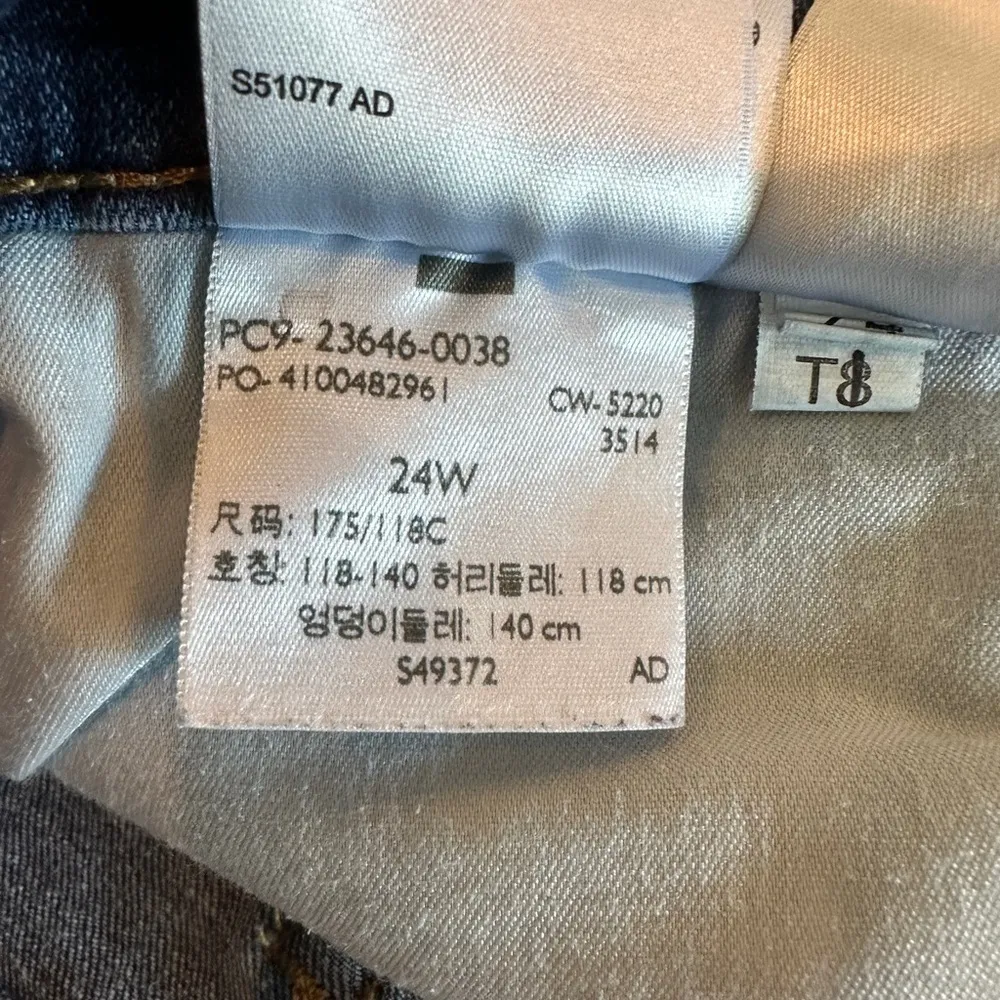 S51077 AD
PC9- 23646-0038
PO- 4100482961
CW- 5220
3514
24W
尺码: 175/118C
호칭: 118-140 허리둘레: 118 cm
엉덩이둘레: 140 cm
S49372 AD
T8